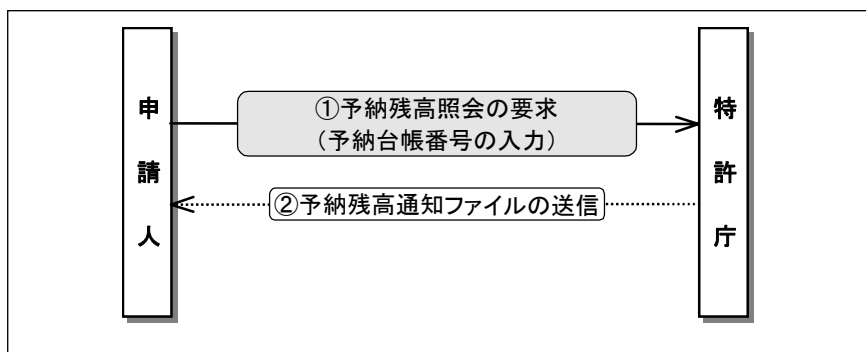 申請人
①予納残高照会の要求
(予納台帳番号の入力)
②予納残高通知ファイルの送信
特許庁